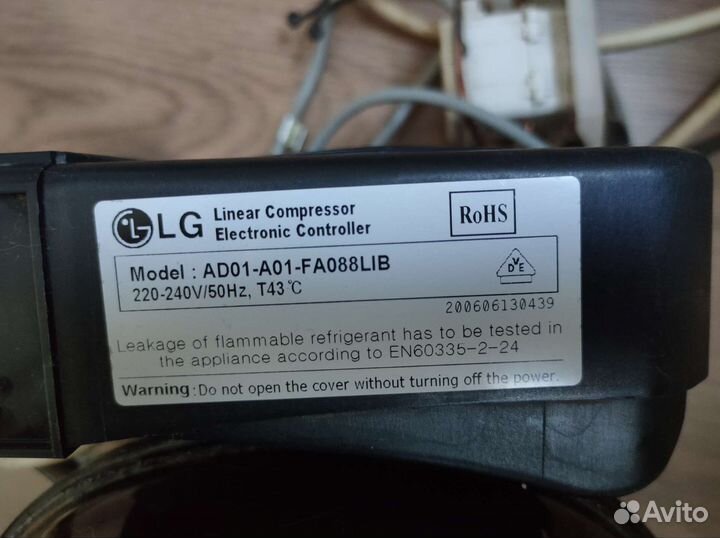 LG Linear Compressor
Electronic Controller
RoHS
Model : AD01-A01-FA088LIB
220-240V/50Hz, T43℃
VDE
200606130439
Leakage of flammable refrigerant has to be tested in
the appliance according to EN60335-2-24
Warning : Do not open the cover without turning off the power.
Avito